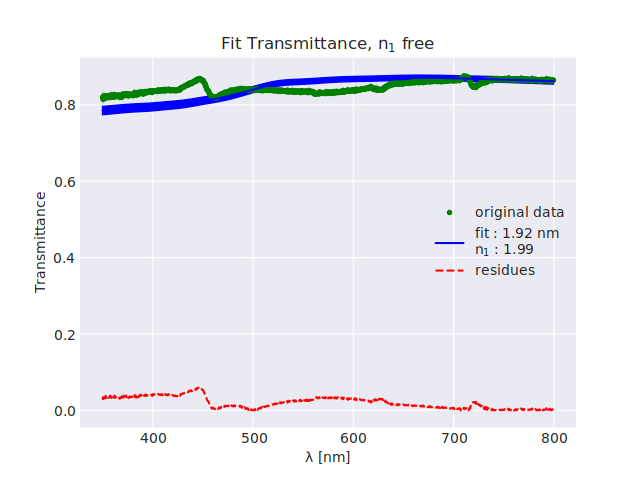 Fit Transmittance, n₁ free
Transmittance
0.8
0.6
0.4
0.2
0.0
original data
fit : 1.92 nm
n₁ : 1.99
residues
400 500 600 700 800
λ [nm]